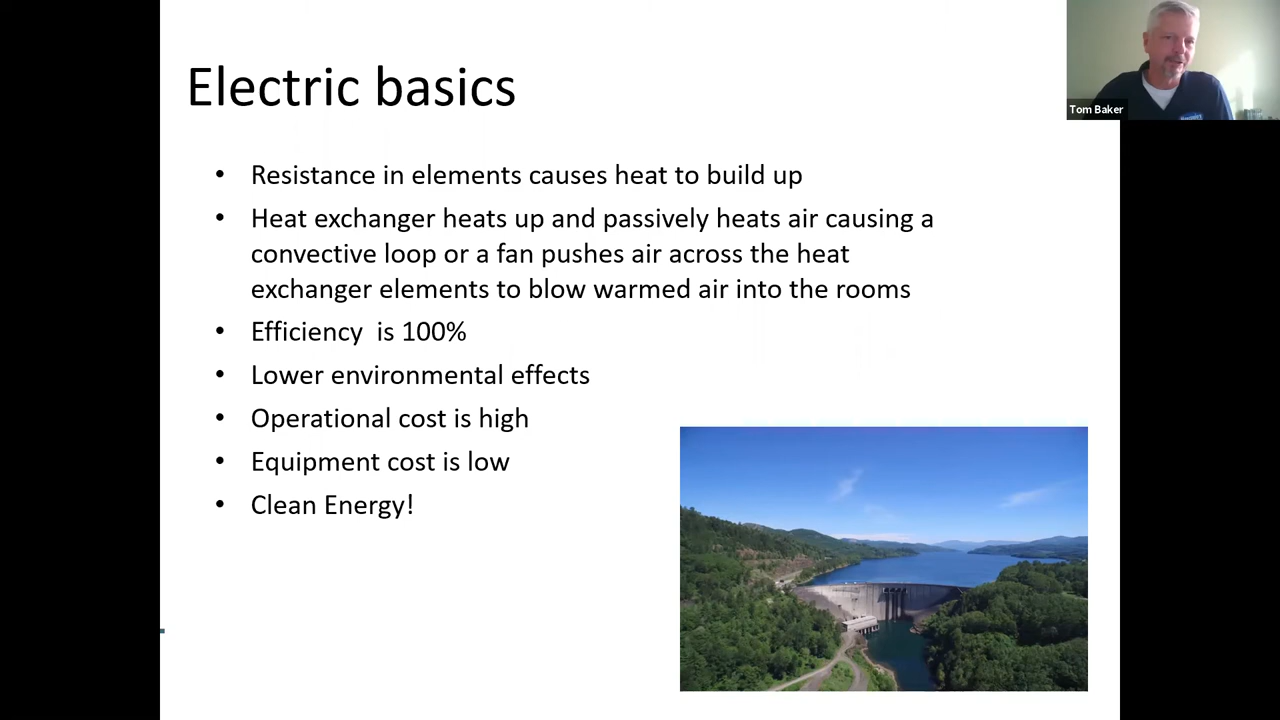 Electric basics
Tom Baker
• Resistance in elements causes heat to build up
• Heat exchanger heats up and passively heats air causing a
convective loop or a fan pushes air across the heat
exchanger elements to blow warmed air into the rooms
• Efficiency  is 100%
• Lower environmental effects
• Operational cost is high
• Equipment cost is low
• Clean Energy!